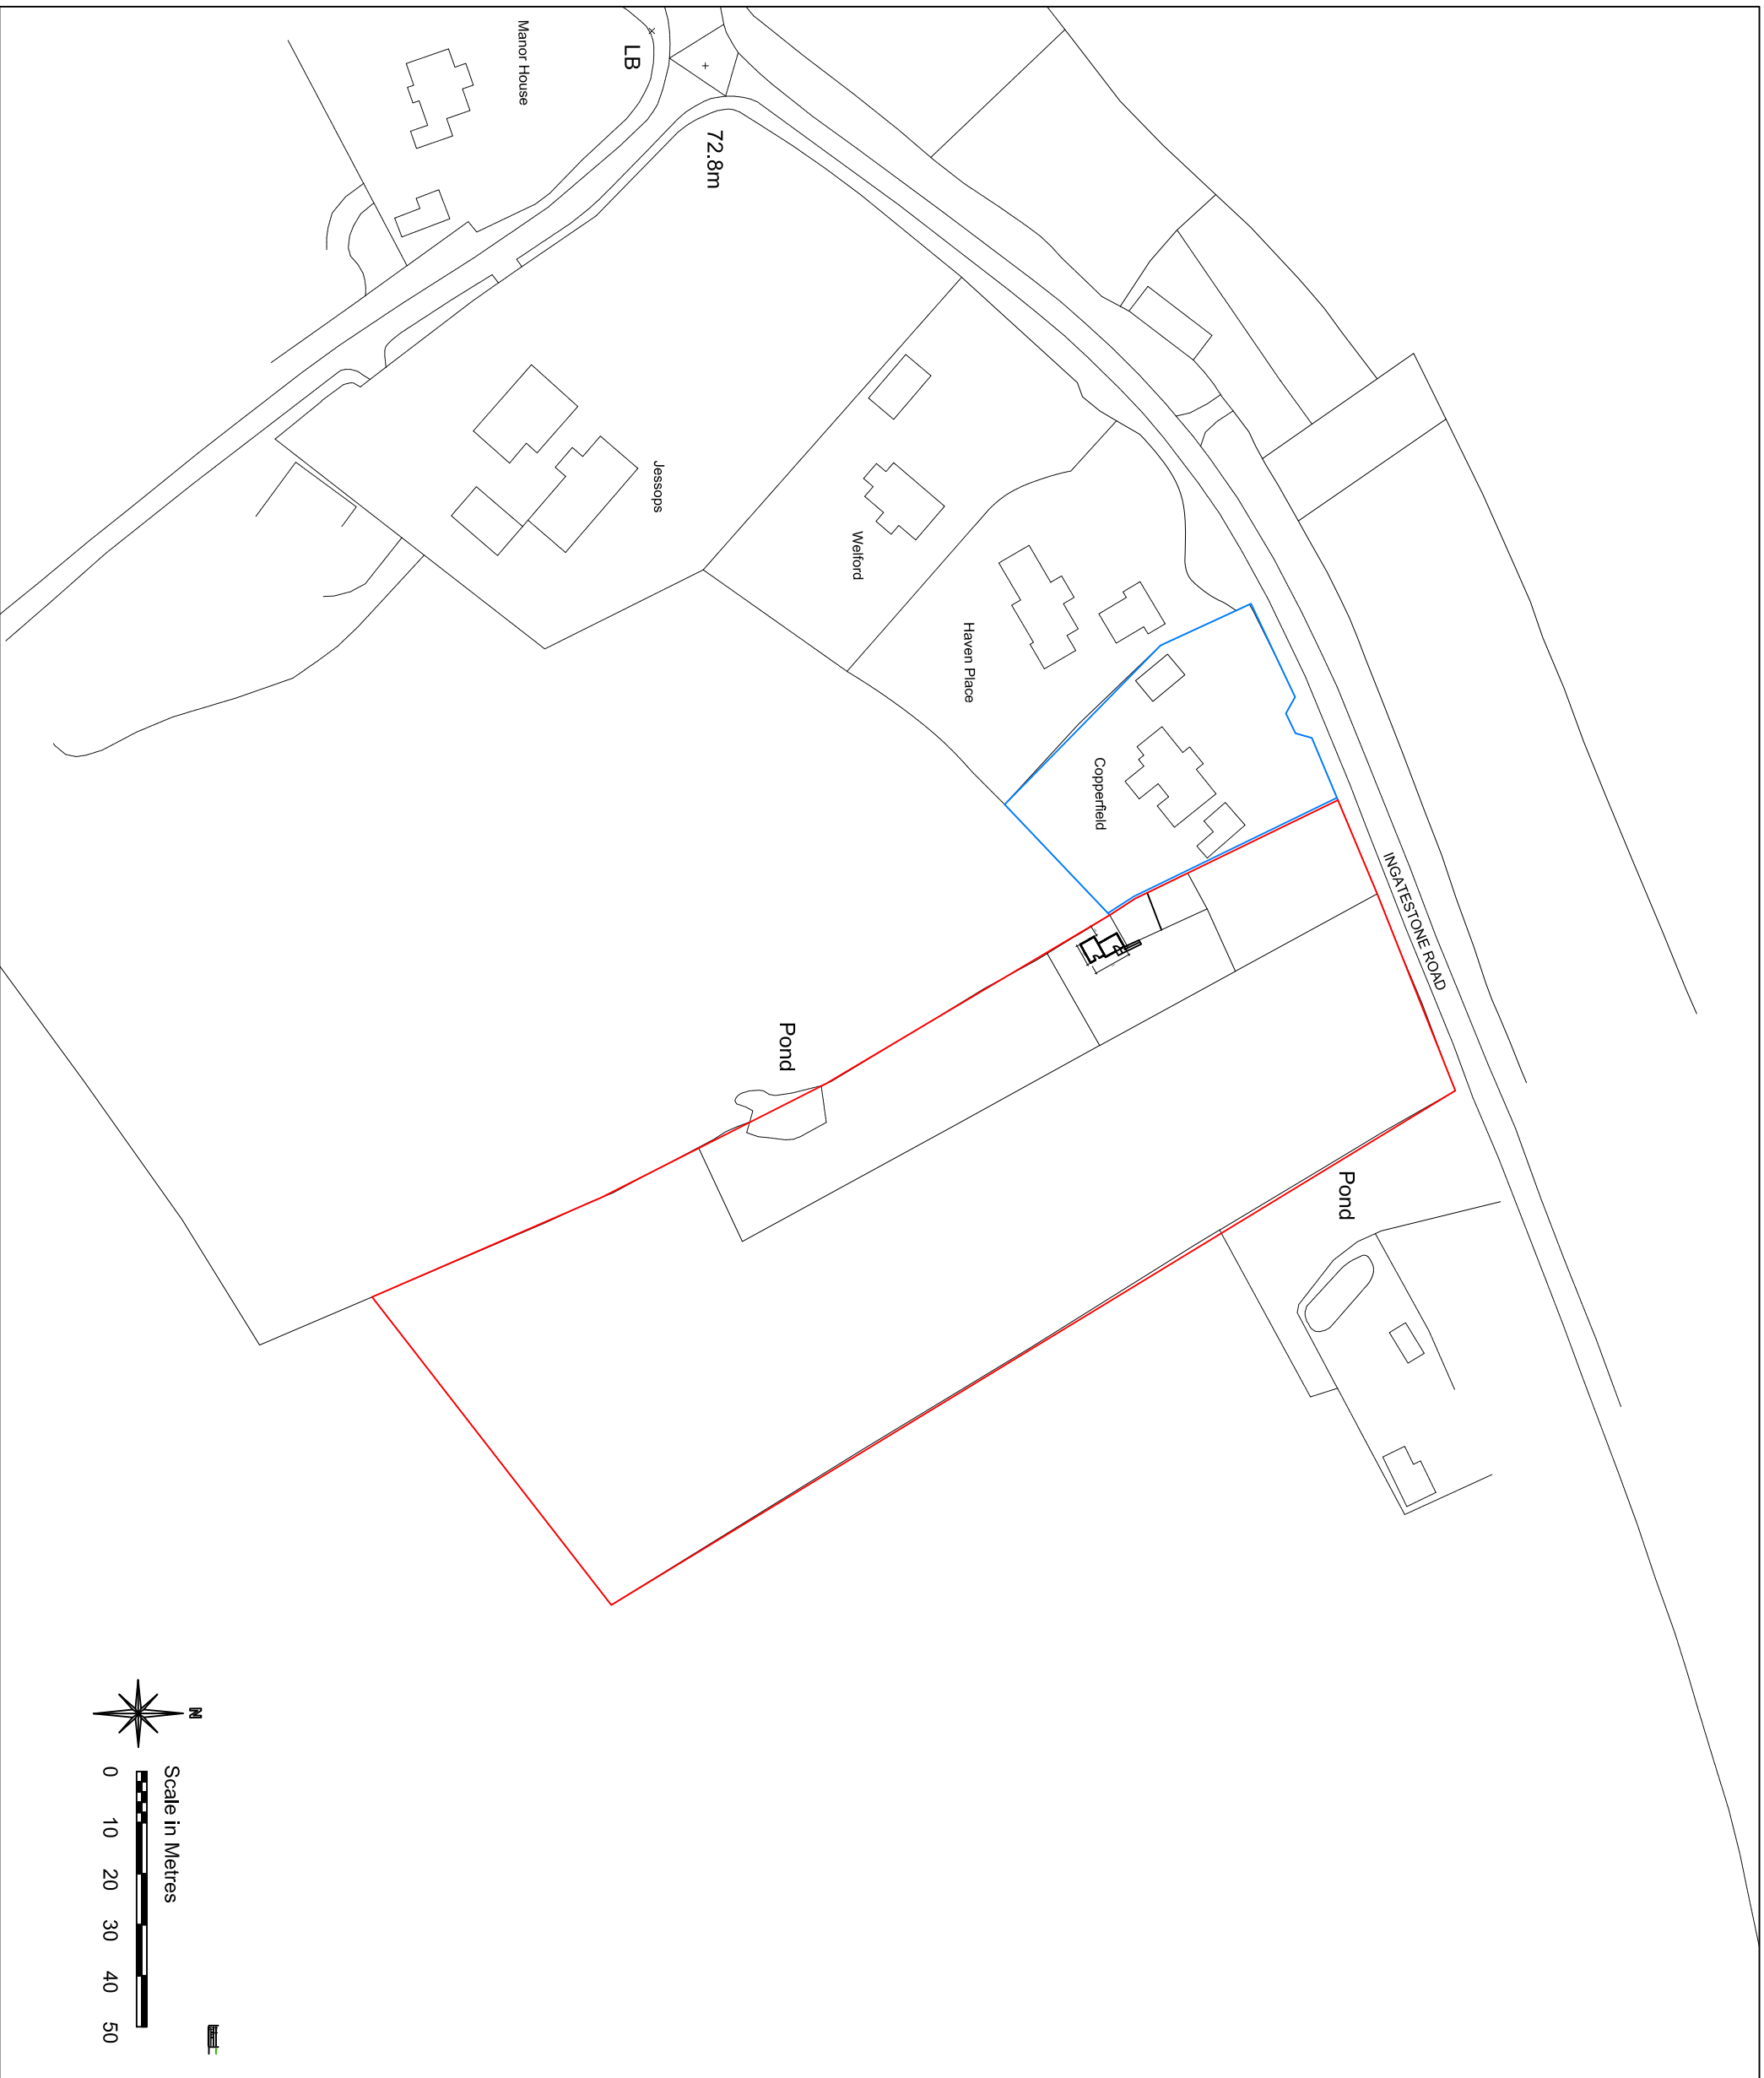 INGATESTONE ROAD
Pond
Copperfield
Haven Place
Welford
Pond
72.8m
Jessops
LB
Manor House
N
Scale in Metres
0 10 20 30 40 50